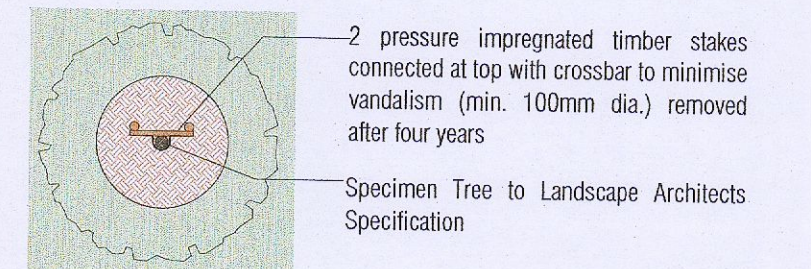 2 pressure impregnated timber stakes
connected at top with crossbar to minimise
vandalism (min. 100mm dia.) removed
after four years
Specimen Tree to Landscape Architects
Specification